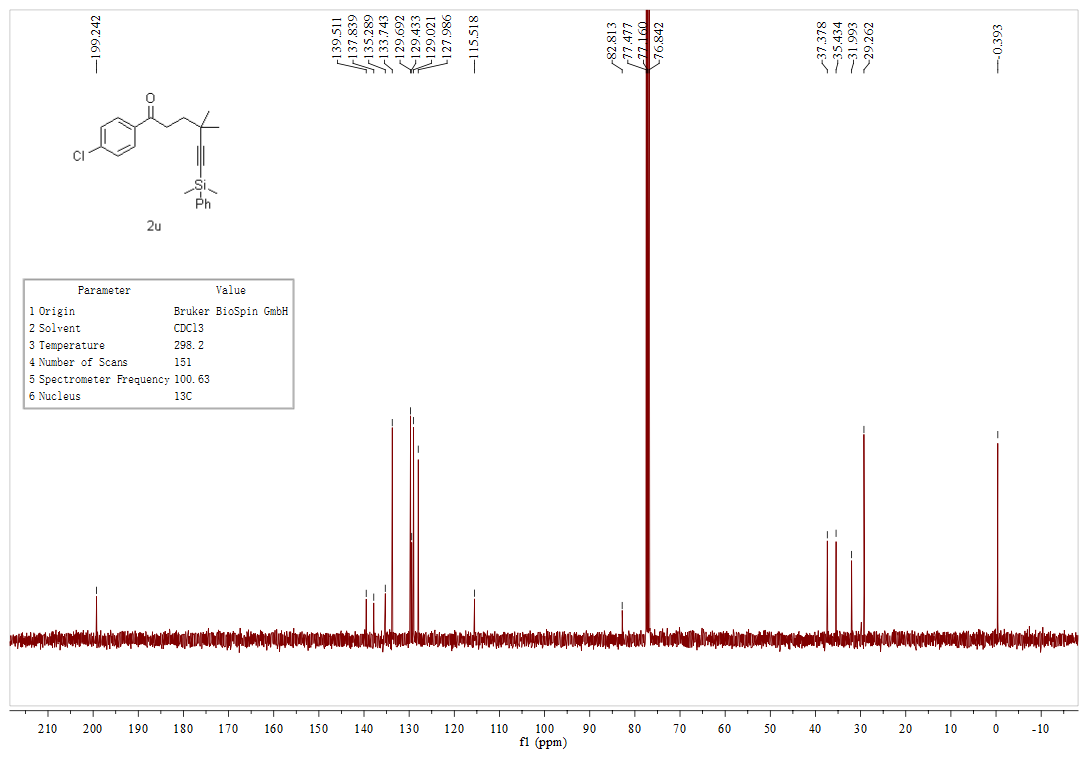 199.242
139.511
137.839
135.289
133.743
129.692
129.433
129.021
127.986
115.518
82.813
77.477
77.160
76.842
37.378
35.434
31.993
29.262
-0.393
O
Cl
Si
Ph
2u
Parameter Value
1 Origin Bruker BioSpin GmbH
2 Solvent CDCl3
3 Temperature 298.2
4 Number of Scans 151
5 Spectrometer Frequency 100.63
6 Nucleus 13C
210 200 190 180 170 160 150 140 130 120 110 100 90 80 70 60 50 40 30 20 10 0 -10
f1 (ppm)